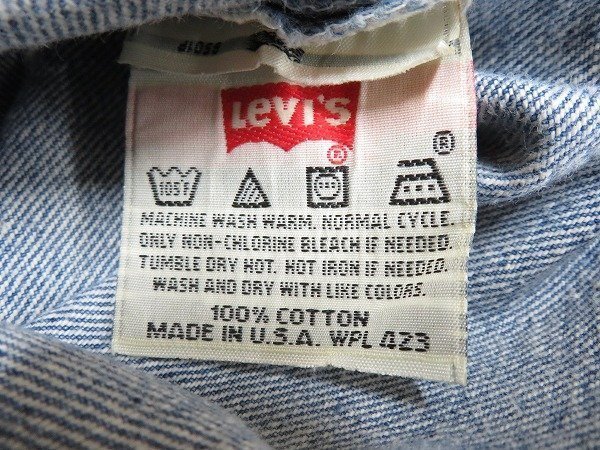 LEVI'S
®
®
105°F
MACHINE WASH WARM. NORMAL CYCLE.
ONLY NON-CHLORINE BLEACH IF NEEDED.
TUMBLE DRY HOT. HOT IRON IF NEEDED.
WASH AND DRY WITH LIKE COLORS.
100% COTTON
MADE IN U.S.A. WPL 423